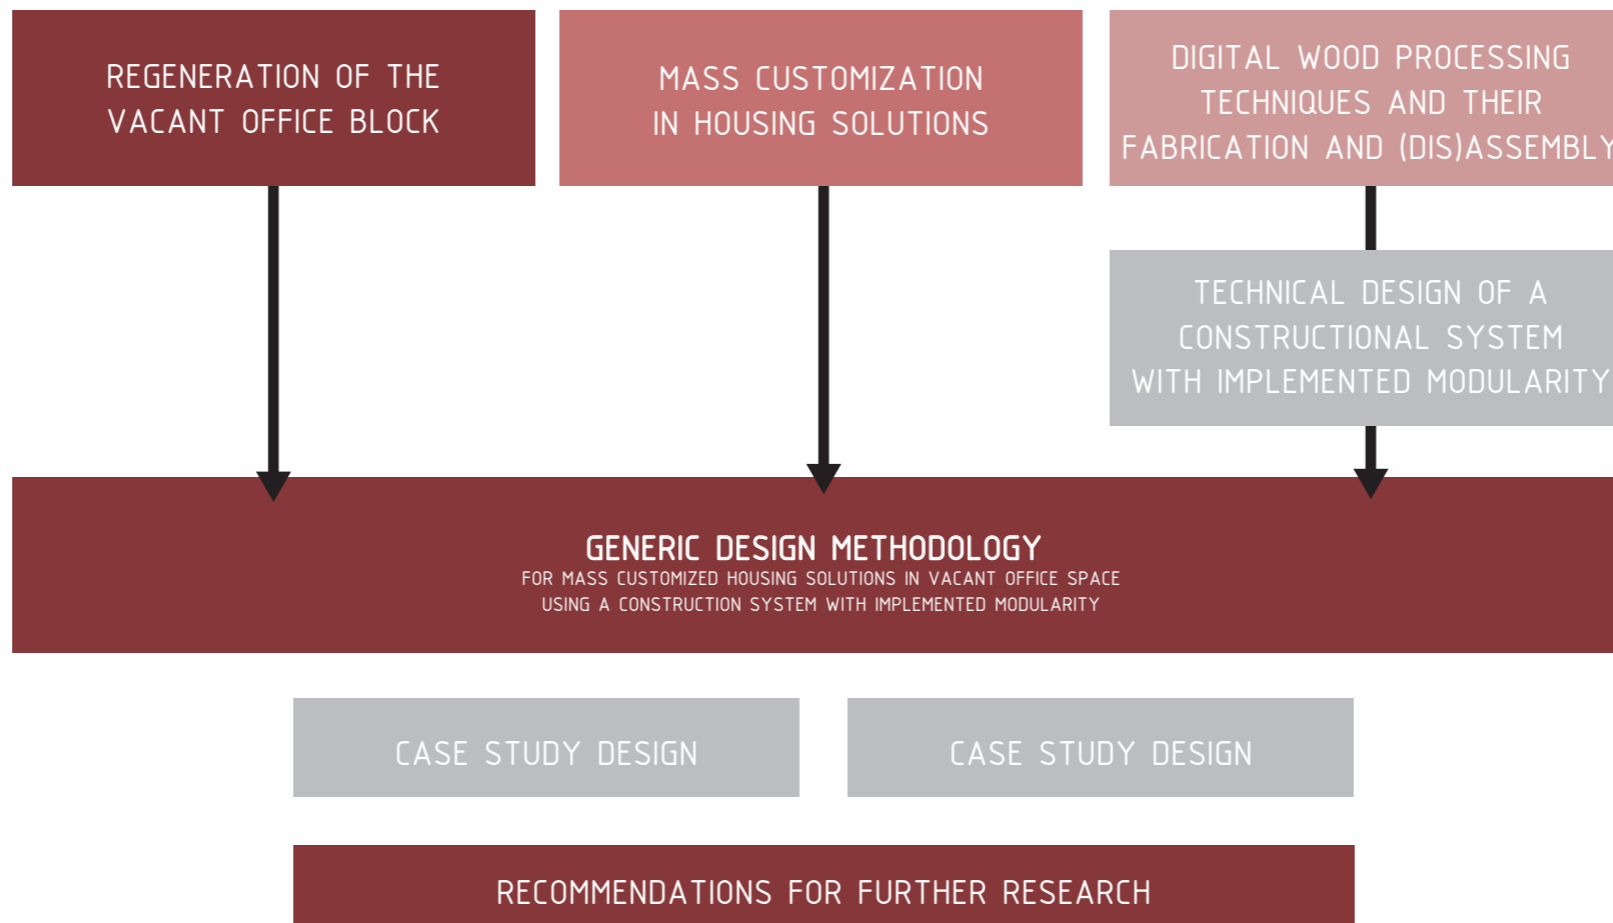 REGENERATION OF THE
VACANT OFFICE BLOCK
MASS CUSTOMIZATION
IN HOUSING SOLUTIONS
DIGITAL WOOD PROCESSING
TECHNIQUES AND THEIR
FABRICATION AND (DIS)ASSEMBLY
TECHNICAL DESIGN OF A
CONSTRUCTIONAL SYSTEM
WITH IMPLEMENTED MODULARITY
GENERIC DESIGN METHODOLOGY
FOR MASS CUSTOMIZED HOUSING SOLUTIONS IN VACANT OFFICE SPACE
USING A CONSTRUCTION SYSTEM WITH IMPLEMENTED MODULARITY
CASE STUDY DESIGN
CASE STUDY DESIGN
RECOMMENDATIONS FOR FURTHER RESEARCH